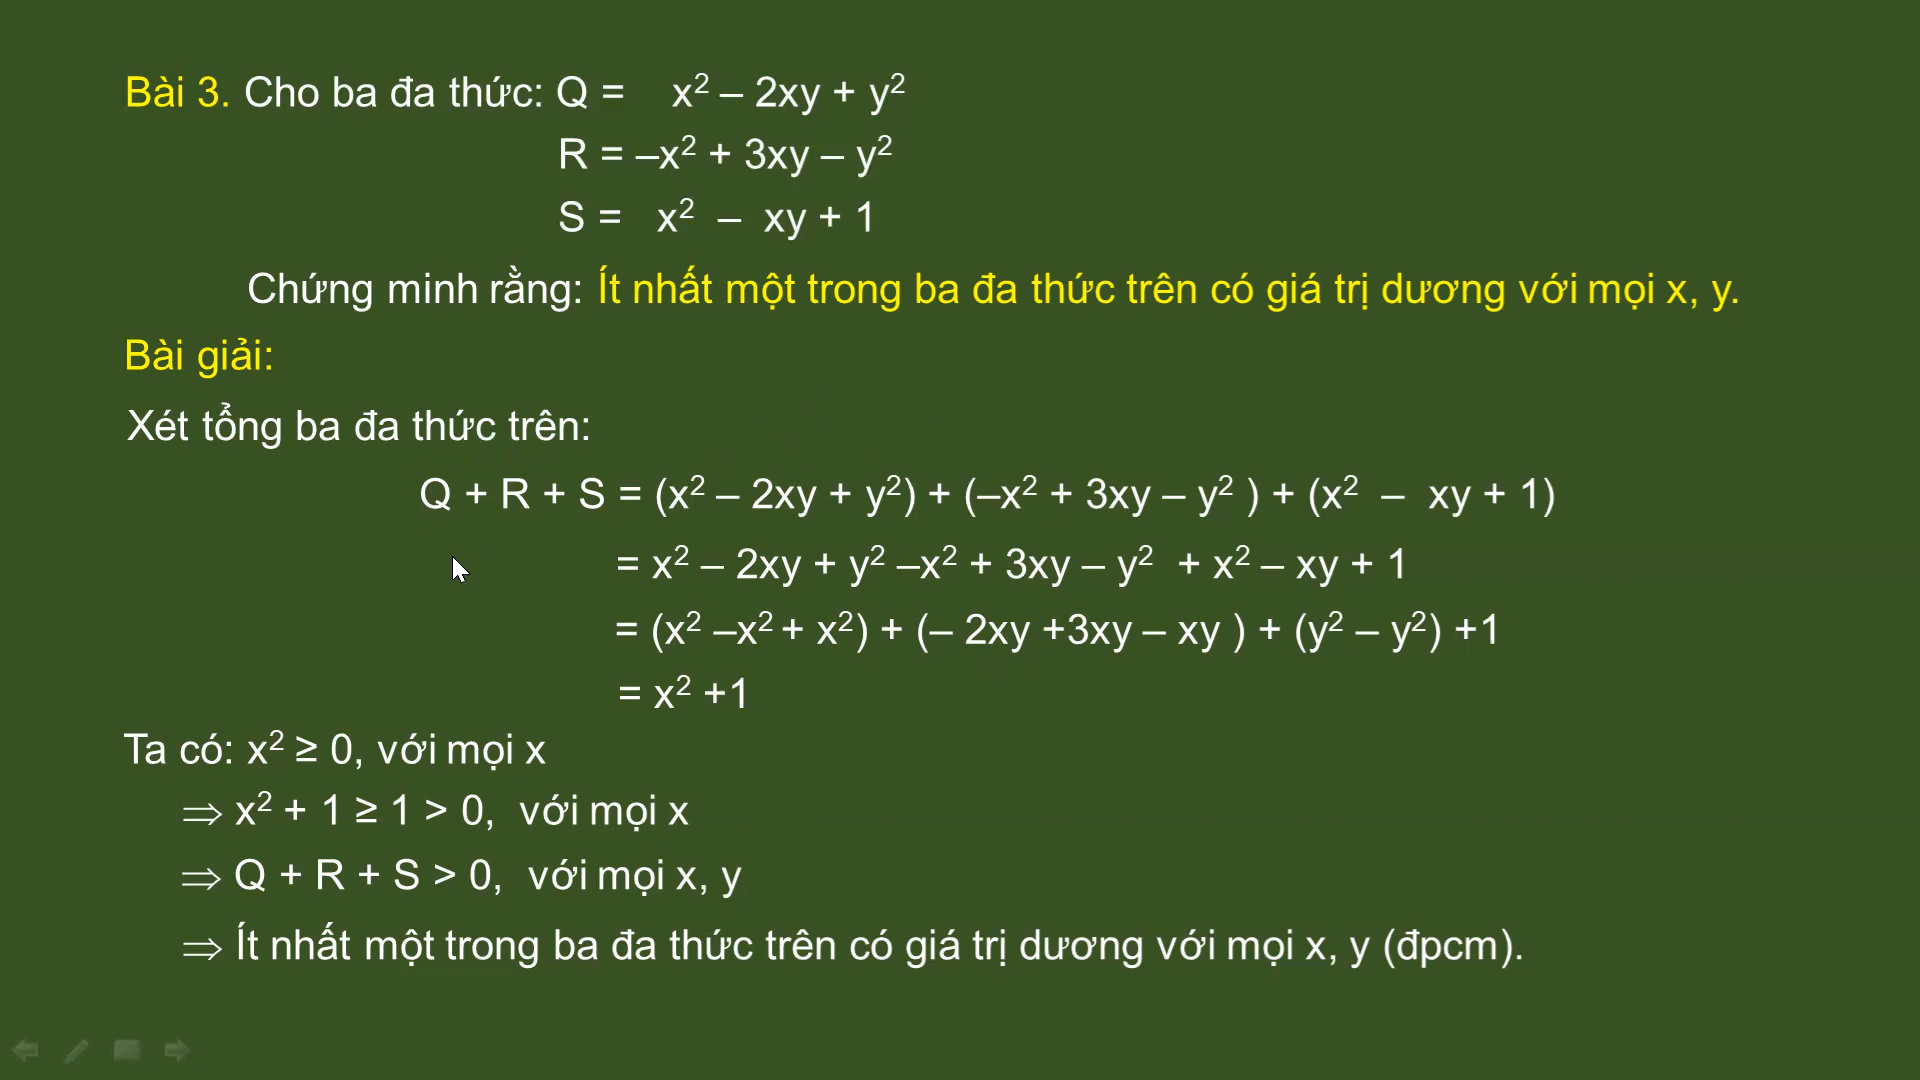 Bài 3. Cho ba đa thức: Q = x² – 2xy + y²
R = –x² + 3xy – y²
S = x² – xy + 1
Chứng minh rằng: Ít nhất một trong ba đa thức trên có giá trị dương với mọi x, y.
Bài giải:
Xét tổng ba đa thức trên:
Q + R + S = (x² – 2xy + y²) + (–x² + 3xy – y² ) + (x² – xy + 1)
= x² – 2xy + y² –x² + 3xy – y² + x² – xy + 1
= (x² –x² + x²) + (– 2xy +3xy – xy ) + (y² – y²) +1
= x² +1
Ta có: x² ≥ 0, với mọi x
⇒ x² + 1 ≥ 1 > 0, với mọi x
⇒ Q + R + S > 0, với mọi x, y
⇒ Ít nhất một trong ba đa thức trên có giá trị dương với mọi x, y (đpcm).